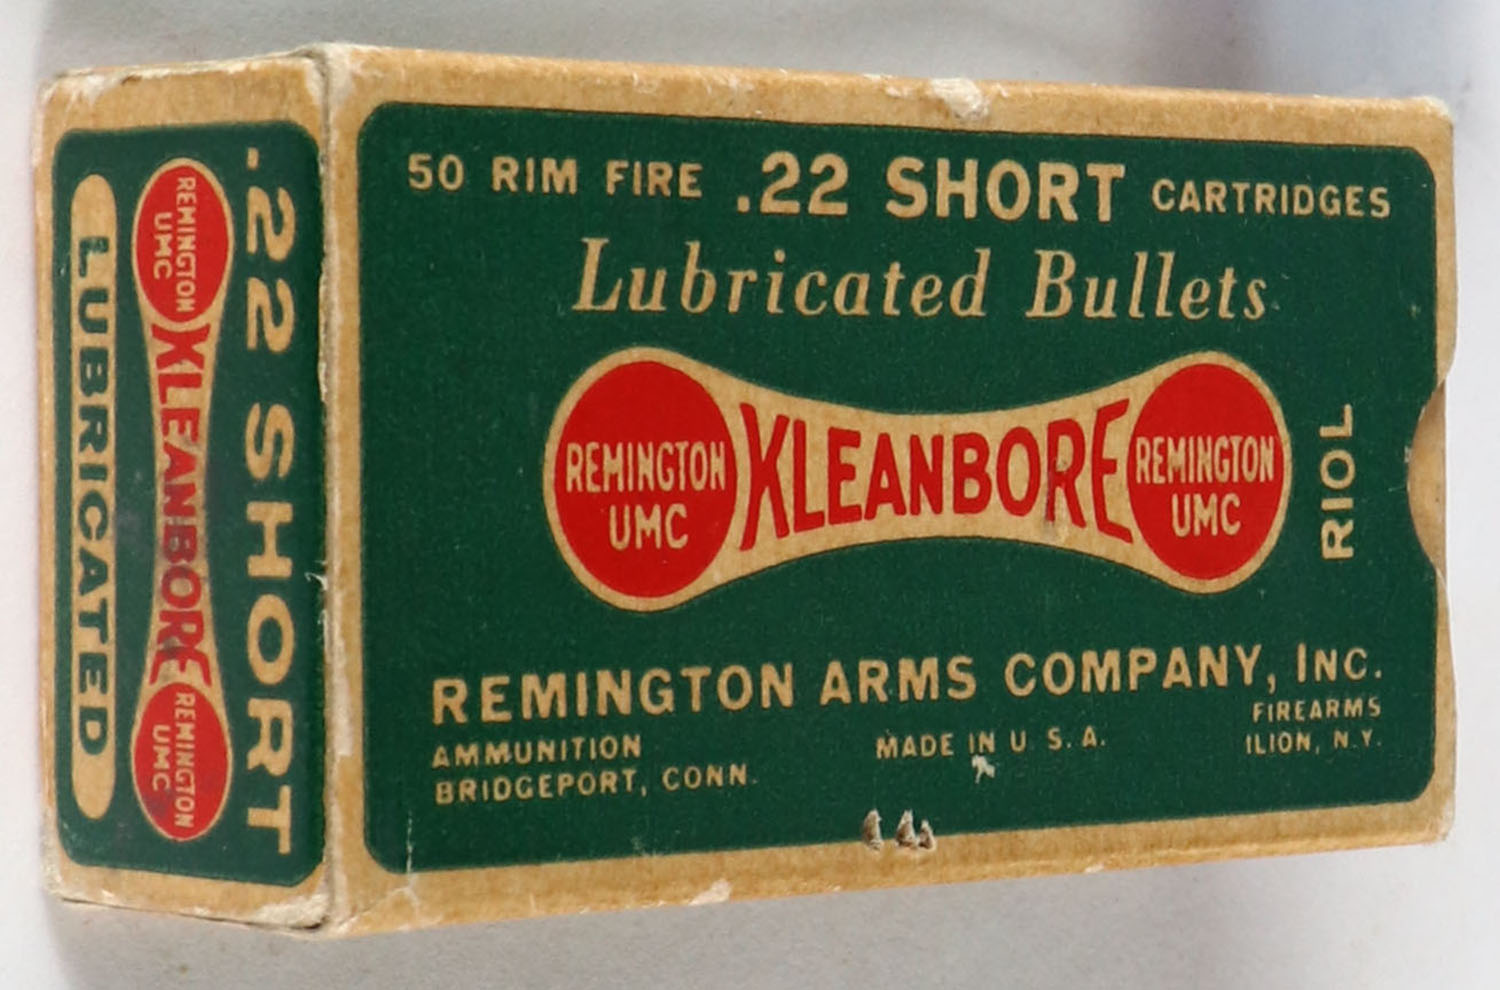 50 RIM FIRE .22 SHORT CARTRIDGES
Lubricated Bullets
REMINGTON
UMC
KLEANBORE
REMINGTON
UMC
RIOL
REMINGTON ARMS COMPANY, INC.
AMMUNITION
BRIDGEPORT, CONN.
MADE IN U.S.A.
FIREARMS
ILION, N.Y.
.22 SHORT
REMINGTON
UMC
KLEANBORE
REMINGTON
UMC
LUBRICATED